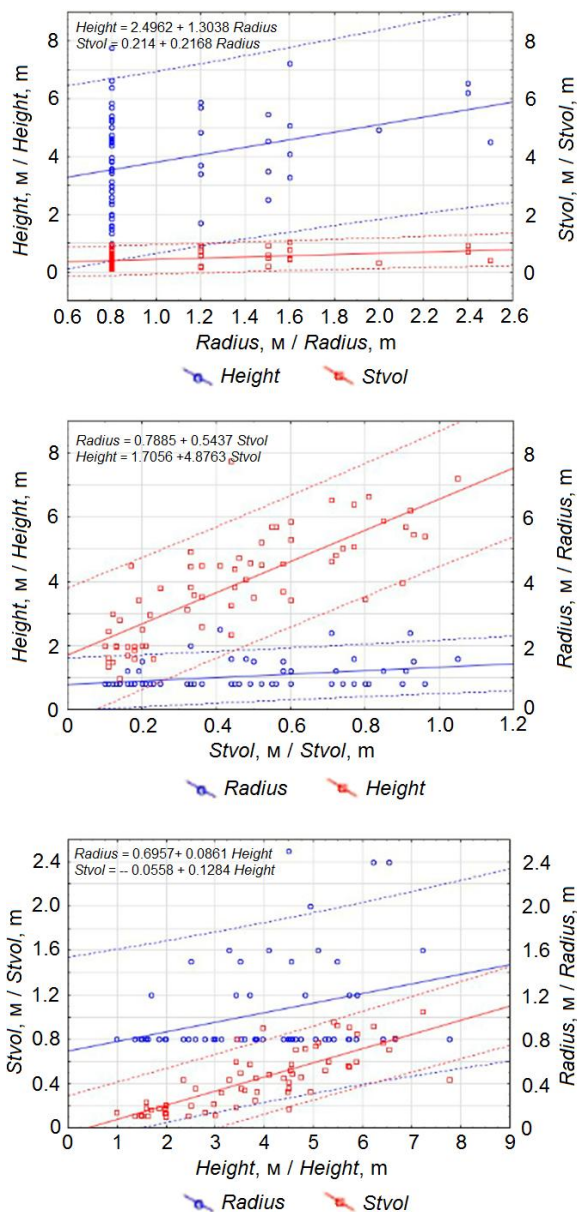 Height = 2.4962 + 1.3038 Radius
Stvol = 0.214 + 0.2168 Radius
Height, м / Height, m
Stvol, м / Stvol, m
8
6
4
2
0
8
6
4
2
0
0.6 0.8 1.0 1.2 1.4 1.6 1.8 2.0 2.2 2.4 2.6
Radius, м / Radius, m
Height Stvol
Radius = 0.7885 + 0.5437 Stvol
Height = 1.7056 +4.8763 Stvol
Height, м / Height, m
Radius, м / Radius, m
8
6
4
2
0
8
6
4
2
0
0 0.2 0.4 0.6 0.8 1.0 1.2
Stvol, м / Stvol, m
Radius Height
Radius = 0.6957+ 0.0861 Height
Stvol = -- 0.0558 + 0.1284 Height
Stvol, м / Stvol, m
Radius, м / Radius, m
2.4
2.0
1.6
1.2
0.8
0.4
0
2.4
2.0
1.6
1.2
0.8
0.4
0
0 1 2 3 4 5 6 7 8 9
Height, м / Height, m
Radius Stvol